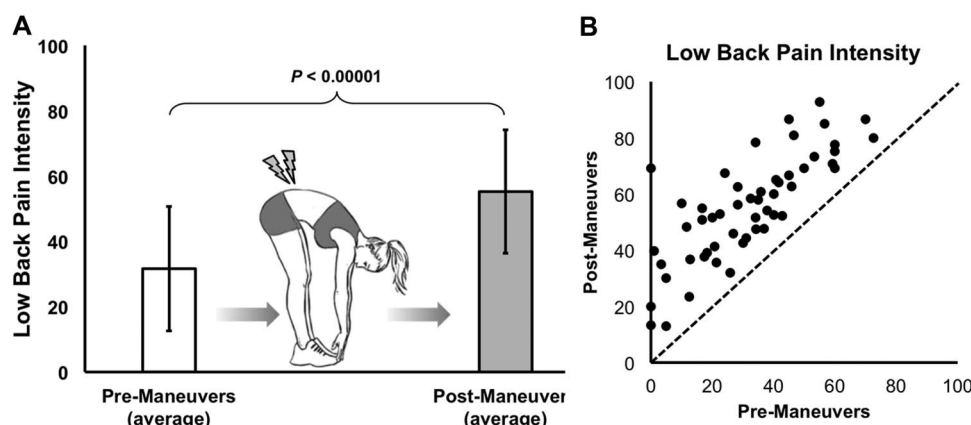 A
100
80
60
40
20
0
Low Back Pain Intensity
P < 0.00001
Pre-Maneuvers
(average)
Post-Maneuver
(average)
B
Low Back Pain Intensity
100
80
60
40
20
0
Post-Maneuvers
0 20 40 60 80 100
Pre-Maneuvers